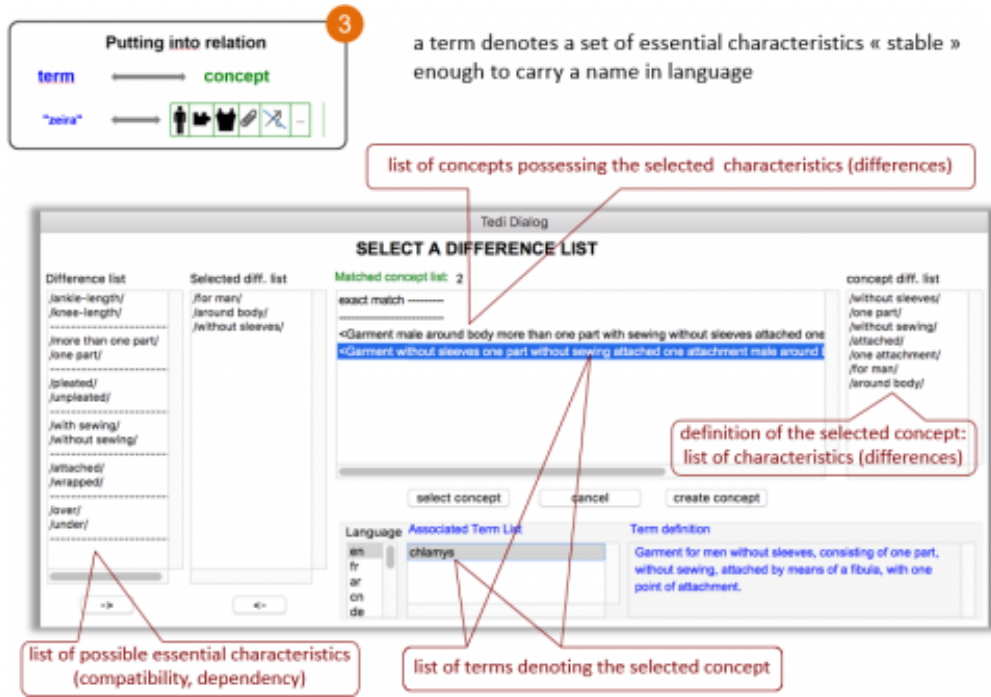 3
Putting into relation
term
concept
"zeira"
...
a term denotes a set of essential characteristics « stable »
enough to carry a name in language
list of concepts possessing the selected characteristics (differences)
Tedi Dialog
SELECT A DIFFERENCE LIST
Difference list
/ankle-length/
/knee-length/
/more than one part/
/one part/
/pleated/
/unpleated/
/with sewing/
/without sewing/
/attached/
/wrapped/
/over/
/under/
->
Selected diff. list
/for man/
/around body/
/without sleeves/
<-
Matched concept list: 2
exact match ---------
<Garment male around body more than one part with sewing without sleeves attached one
<Garment without sleeves one part without sewing attached one attachment male around
concept diff. list
/without sleeves/
/one part/
/without sewing/
/attached/
/one attachment/
/for man/
/around body/
definition of the selected concept:
list of characteristics (differences)
select concept
cancel
create concept
Language
en
fr
ar
cn
de
Associated Term List
chlamys
Term definition
Garment for men without sleeves, consisting of one part,
without sewing, attached by means of a fibula, with one
point of attachment.
list of possible essential characteristics
(compatibility, dependency)
list of terms denoting the selected concept